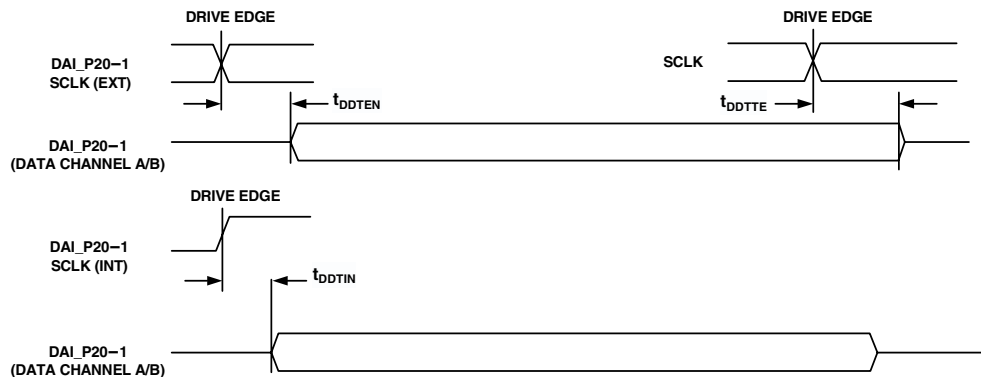 DRIVE EDGE
DRIVE EDGE
DAI_P20−1
SCLK (EXT)
SCLK
tDDTEN
tDDTTE
DAI_P20−1
(DATA CHANNEL A/B)
DRIVE EDGE
DAI_P20−1
SCLK (INT)
tDDTIN
DAI_P20−1
(DATA CHANNEL A/B)